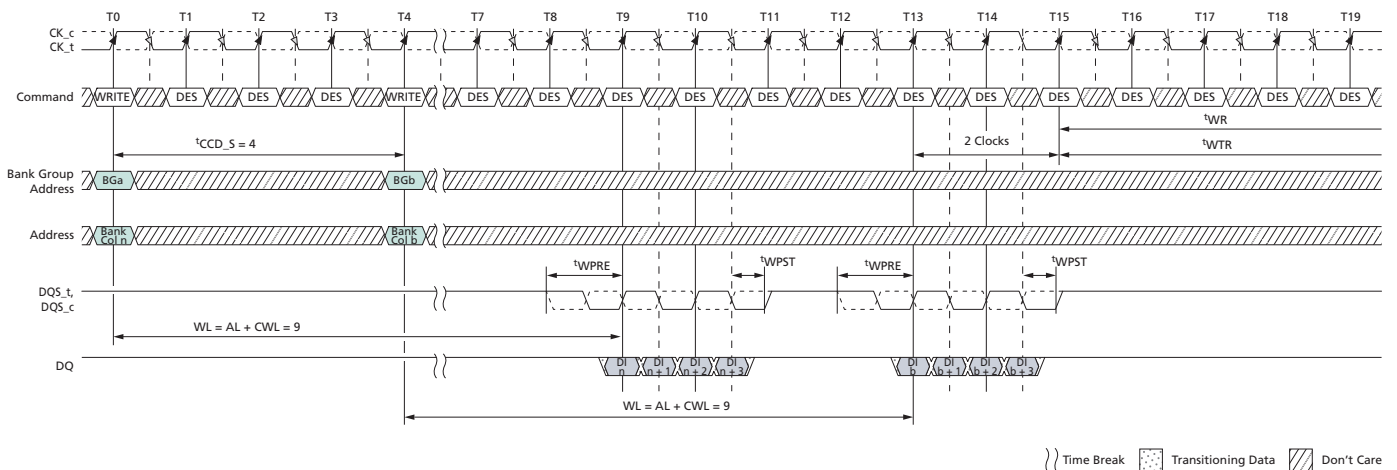 T0 T1 T2 T3 T4 T7 T8 T9 T10 T11 T12 T13 T14 T15 T16 T17 T18 T19
CK_c
CK_t
Command WRITE DES DES DES WRITE DES DES DES DES DES DES DES DES DES DES DES DES DES
tWR
tCCD_S = 4 2 Clocks
tWTR
Bank Group
Address BGa BGb
Address Bank
Col n Bank
Col b
tWPRE tWPST tWPRE tWPST
DQS_t,
DQS_c
WL = AL + CWL = 9
DQ DI
n DI
n + 1 DI
n + 2 DI
n + 3 DI
b DI
b + 1 DI
b + 2 DI
b + 3
WL = AL + CWL = 9
Time Break Transitioning Data Don't Care